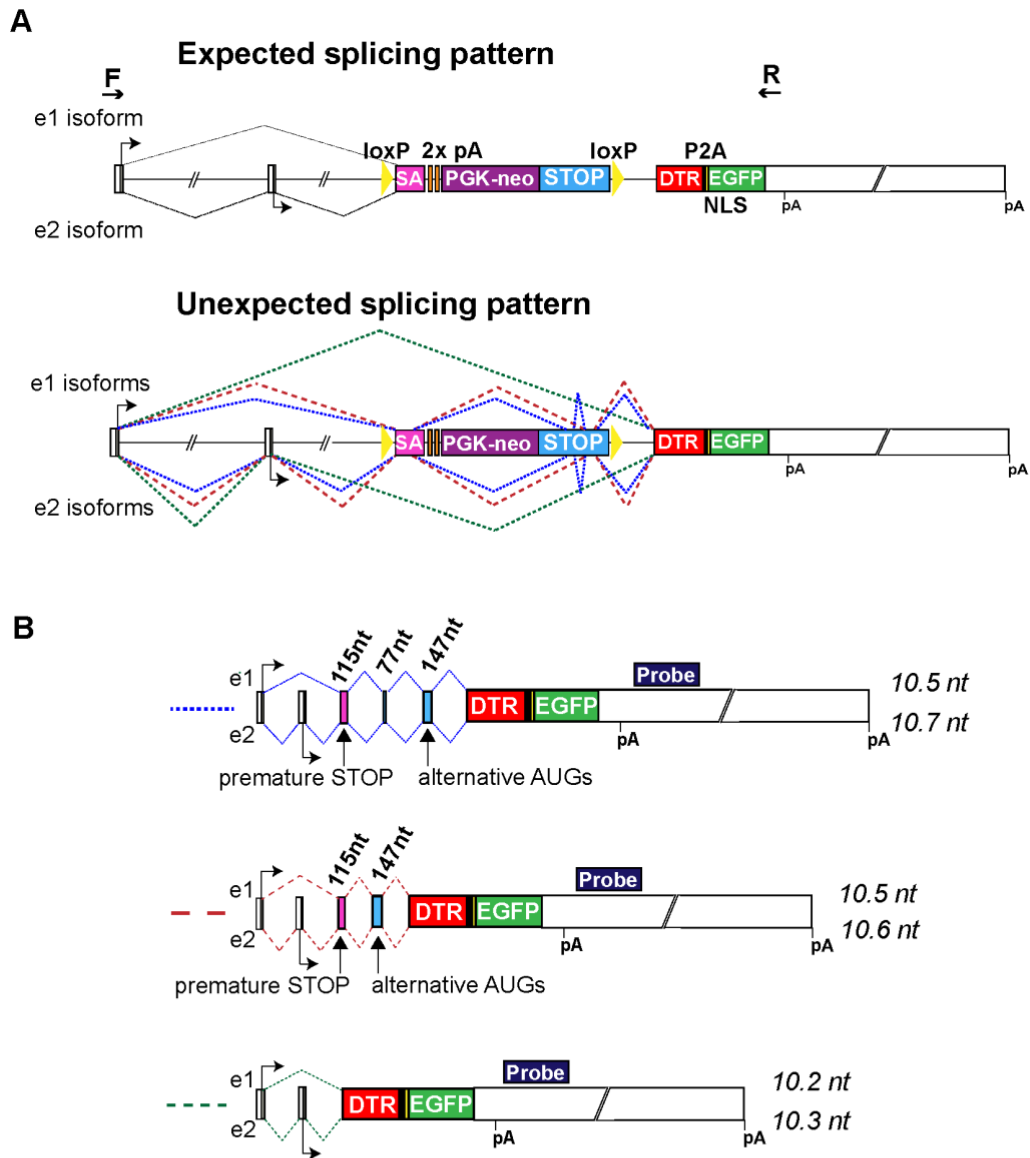 A
Expected splicing pattern
F
R
e1 isoform
loxP 2x pA loxP P2A
SA PGK-neo STOP DTR EGFP
NLS
pA
pA
e2 isoform
Unexpected splicing pattern
e1 isoforms
SA PGK-neo STOP DTR EGFP
pA
pA
e2 isoforms
B
115nt 77nt 147nt
e1
Probe
10.5 nt
DTR EGFP
10.7 nt
e2
pA
pA
premature STOP alternative AUGs
115nt 147nt
e1
Probe
10.5 nt
DTR EGFP
10.6 nt
e2
pA
pA
premature STOP alternative AUGs
e1
Probe
10.2 nt
DTR EGFP
10.3 nt
e2
pA
pA